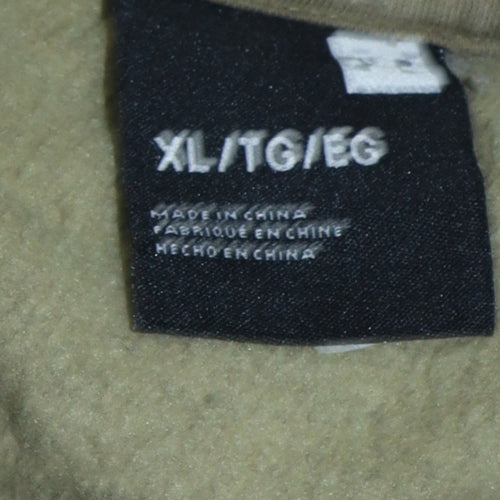 XL/TG/EG
MADE IN CHINA
FABRIQUÉ EN CHINE
HECHO EN CHINA